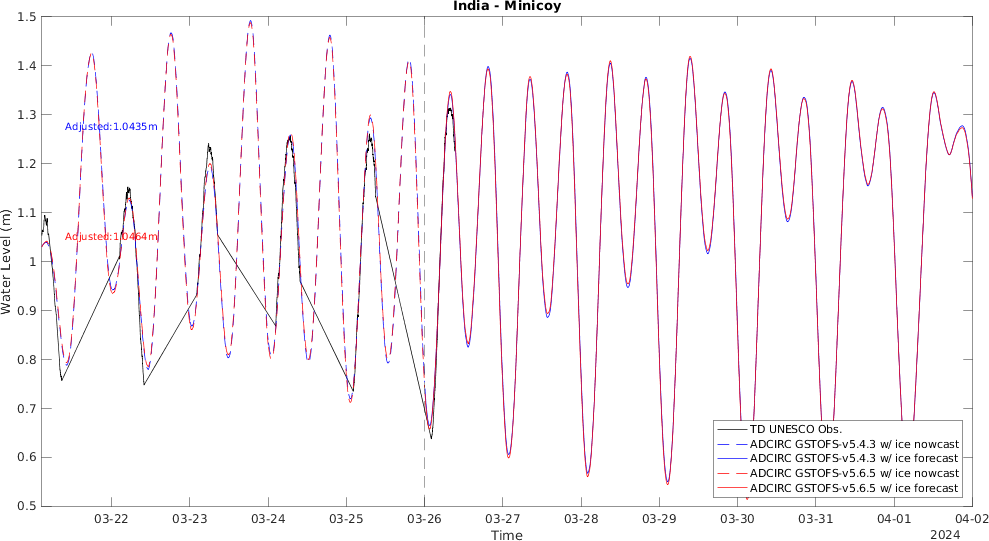 India - Minicoy
1.5
1.4
1.3
1.2
1.1
1
0.9
0.8
0.7
0.6
0.5
Water Level (m)
Adjusted:1.0435m
Adjusted:1.0464m
TD UNESCO Obs.
ADCIRC GSTOFS-v5.4.3 w/ ice nowcast
ADCIRC GSTOFS-v5.4.3 w/ ice forecast
ADCIRC GSTOFS-v5.6.5 w/ ice nowcast
ADCIRC GSTOFS-v5.6.5 w/ ice forecast
03-22 03-23 03-24 03-25 03-26 03-27 03-28 03-29 03-30 03-31 04-01 04-02
Time
2024